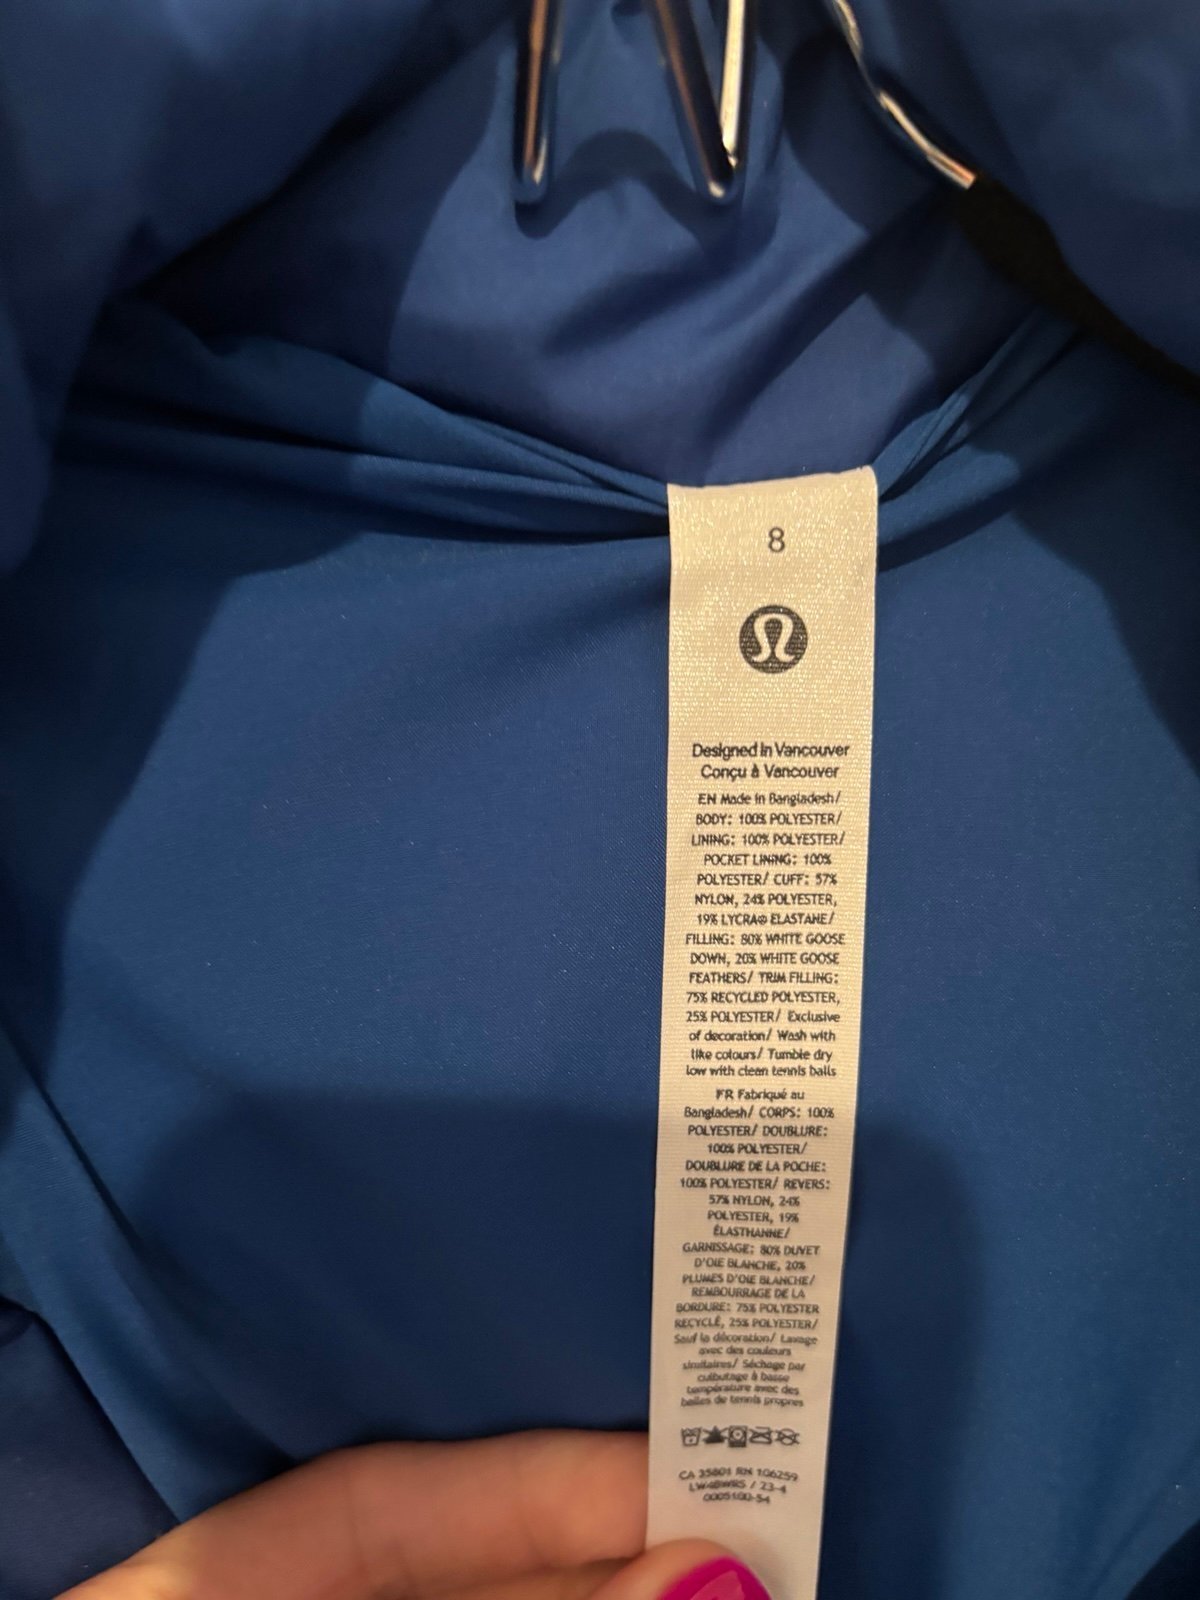 8
Designed in Vancouver
Conçu à Vancouver
EN Made in Bangladesh/
BODY: 100% POLYESTER/
LINING: 100% POLYESTER/
POCKET LINING: 100%
POLYESTER/ CUFF: 57%
NYLON, 24% POLYESTER,
19% LYCRA® ELASTANE/
FILLING: 80% WHITE GOOSE
DOWN, 20% WHITE GOOSE
FEATHERS/ TRIM FILLING:
75% RECYCLED POLYESTER,
25% POLYESTER/ Exclusive
of decoration/ Wash with
like colours/ Tumble dry
low with clean tennis balls
FR Fabriqué au
Bangladesh/ CORPS: 100%
POLYESTER/ DOUBLURE:
100% POLYESTER/
DOUBLURE DE LA POCHE:
100% POLYESTER/ REVERS:
57% NYLON, 24%
POLYESTER, 19%
ÉLASTHANNE/
GARNISSAGE: 80% DUVET
D'OIE BLANCHE, 20%
PLUMES D'OIE BLANCHE/
REMBOURRAGE DE LA
BORDURE: 75% POLYESTER
RECYCLÉ, 25% POLYESTER/
Sauf la décoration/ Lavage
avec des couleurs
similaires/ Séchage par
culbutage à basse
température avec des
balles de tennis propres
CA 35801 RN 106259
/ 23-4
0005100-54